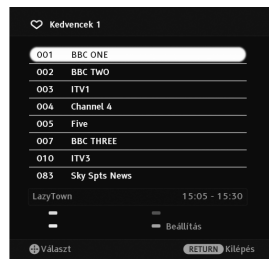 Kedvencek 1
001 BBC ONE
002 BBC TWO
003 ITV1
004 Channel 4
005 Five
007 BBC THREE
010 ITV3
083 Sky Spts News
LazyTown 15:05 - 15:30
Beállítás
Választ RETURN Kilépés